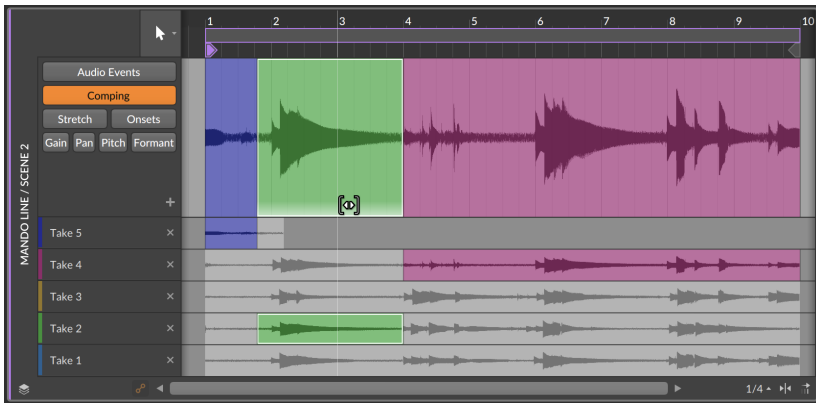 1 2 3 4 5 6 7 8 9 10
Audio Events
Comping
Stretch Onsets
Gain Pan Pitch Formant
+
MANDO LINE / SCENE 2
Take 5 ×
Take 4 ×
Take 3 ×
Take 2 ×
Take 1 ×
1/4